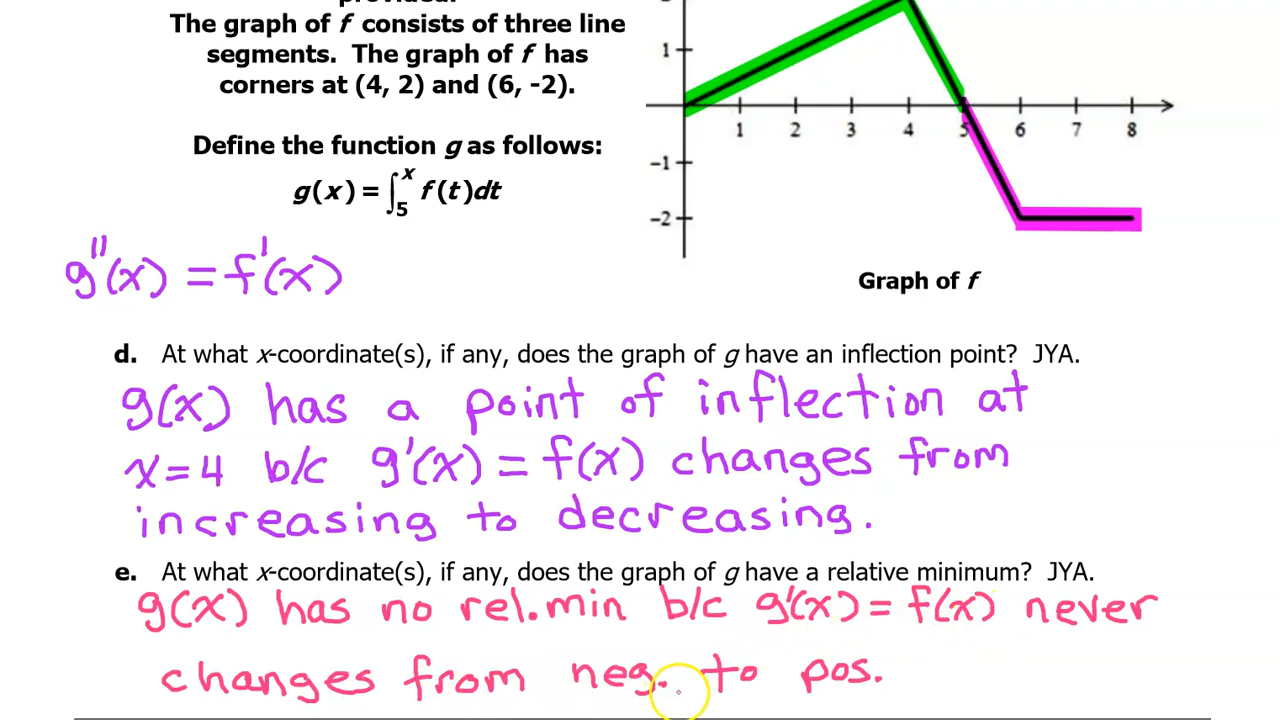 provided.
The graph of f consists of three line
segments. The graph of f has
corners at (4, 2) and (6, -2).
Define the function g as follows:
g(x) = ∫₅ˣ f(t)dt
g''(x) = f'(x)
1
-1
-2
1 2 3 4 5 6 7 8
Graph of f
d. At what x-coordinate(s), if any, does the graph of g have an inflection point? JYA.
g(x) has a point of inflection at
x=4 b/c g'(x) = f(x) changes from
increasing to decreasing.
e. At what x-coordinate(s), if any, does the graph of g have a relative minimum? JYA.
g(x) has no rel.min b/c g'(x) = f(x) never
changes from neg. to pos.